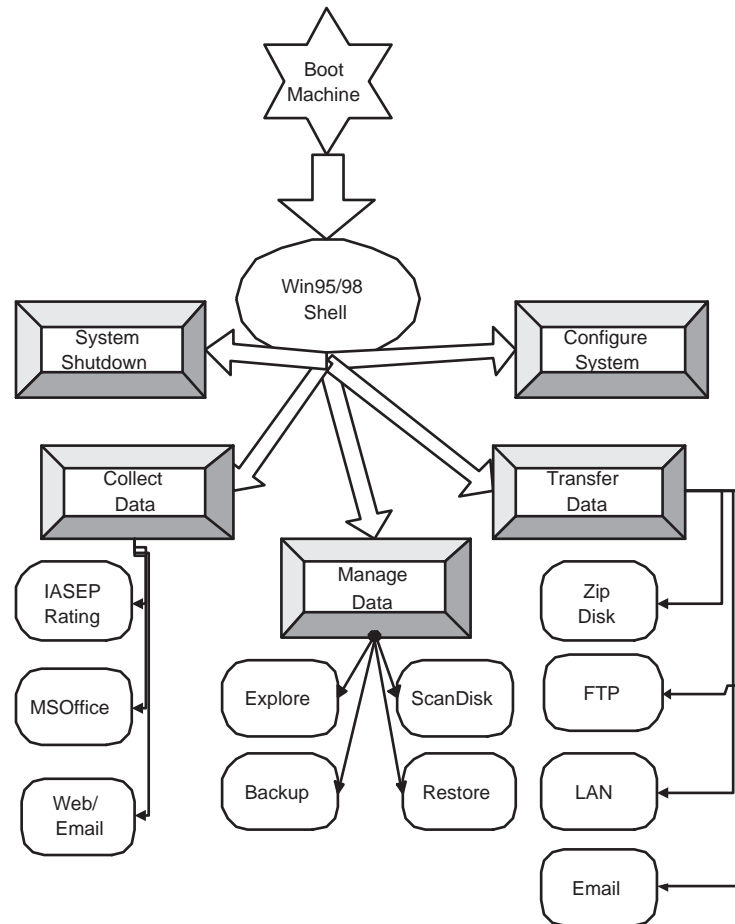 Boot
Machine
Win95/98
Shell
System
Shutdown
Configure
System
Collect
Data
Transfer
Data
Manage
Data
IASEP
Rating
Zip
Disk
Explore
ScanDisk
MSOffice
FTP
Backup
Restore
Web/
Email
LAN
Email